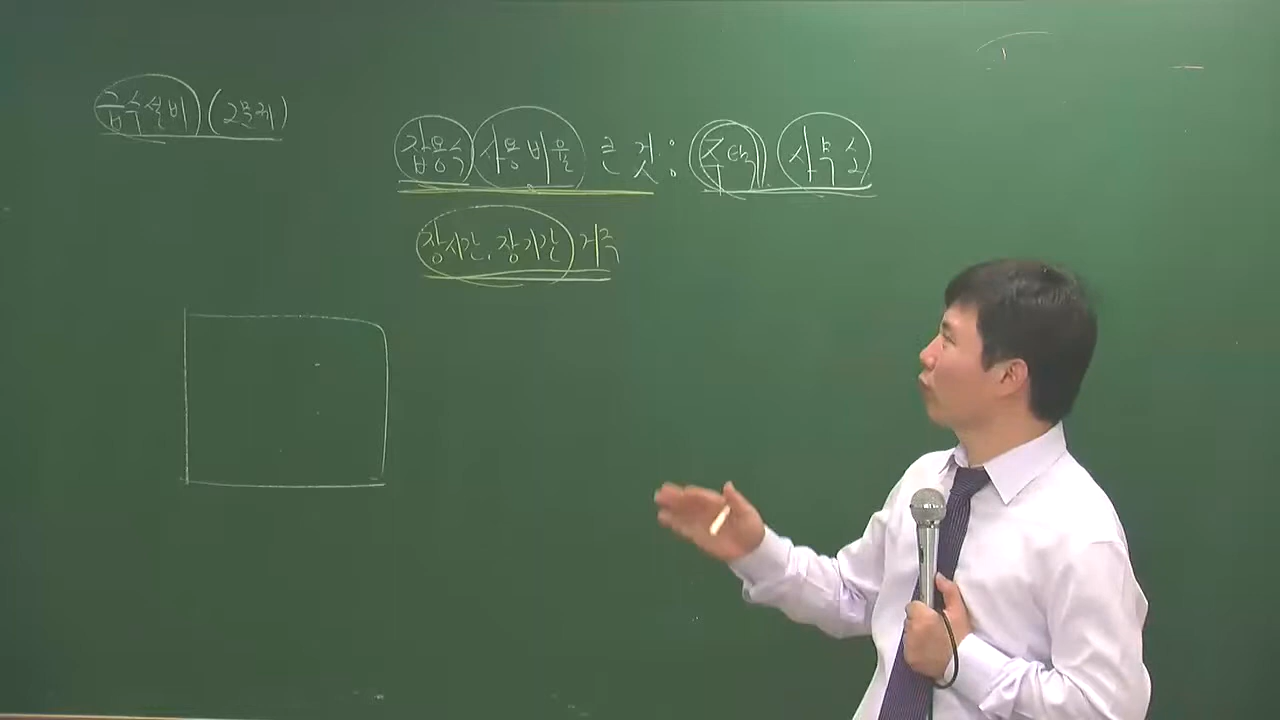 급수설비 (2문제)
잡용수 사용비율 큰 것 : 주택, 사무소
장시간, 장기간 거주